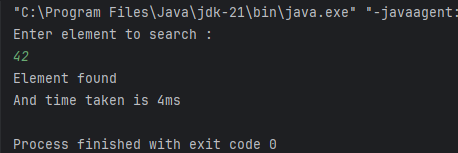 "C:\Program Files\Java\jdk-21\bin\java.exe" "-javaagent:
Enter element to search :
42
Element found
And time taken is 4ms
Process finished with exit code 0